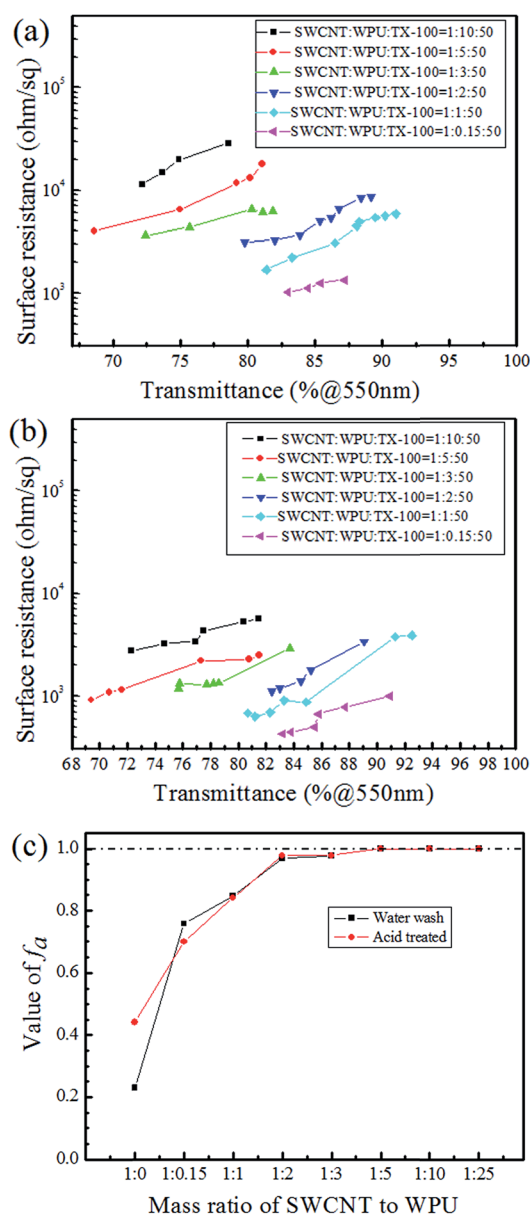 (a)
SWCNT:WPU:TX-100=1:10:50
SWCNT:WPU:TX-100=1:5:50
SWCNT:WPU:TX-100=1:3:50
SWCNT:WPU:TX-100=1:2:50
SWCNT:WPU:TX-100=1:1:50
SWCNT:WPU:TX-100=1:0.15:50
Surface resistance (ohm/sq)
10^5
10^4
10^3
70 75 80 85 90 95 100
Transmittance (%@550nm)
(b)
SWCNT:WPU:TX-100=1:10:50
SWCNT:WPU:TX-100=1:5:50
SWCNT:WPU:TX-100=1:3:50
SWCNT:WPU:TX-100=1:2:50
SWCNT:WPU:TX-100=1:1:50
SWCNT:WPU:TX-100=1:0.15:50
Surface resistance (ohm/sq)
10^5
10^4
10^3
68 70 72 74 76 78 80 82 84 86 88 90 92 94 96 98 100
Transmittance (%@550nm)
(c)
Water wash
Acid treated
Value of fa
1.0
0.8
0.6
0.4
0.2
0.0
1:0 1:0.15 1:1 1:2 1:3 1:5 1:10 1:25
Mass ratio of SWCNT to WPU